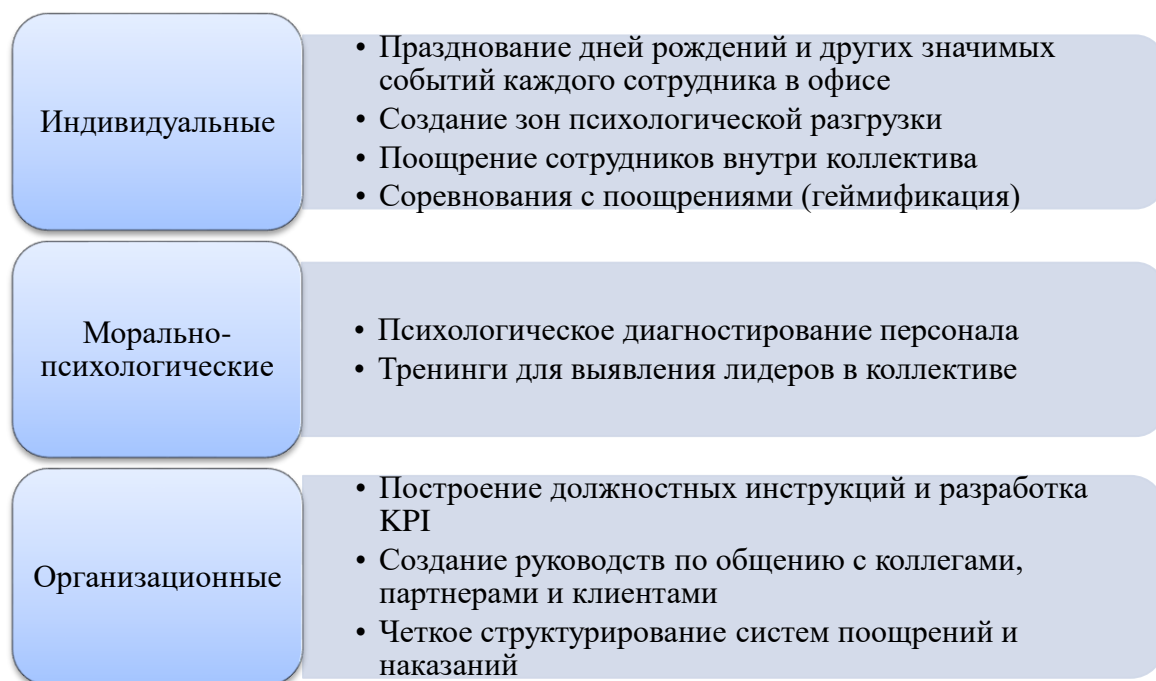 Индивидуальные
• Празднование дней рождений и других значимых
событий каждого сотрудника в офисе
• Создание зон психологической разгрузки
• Поощрение сотрудников внутри коллектива
• Соревнования с поощрениями (геймификация)
Морально-
психологические
• Психологическое диагностирование персонала
• Тренинги для выявления лидеров в коллективе
Организационные
• Построение должностных инструкций и разработка
KPI
• Создание руководств по общению с коллегами,
партнерами и клиентами
• Четкое структурирование систем поощрений и
наказаний